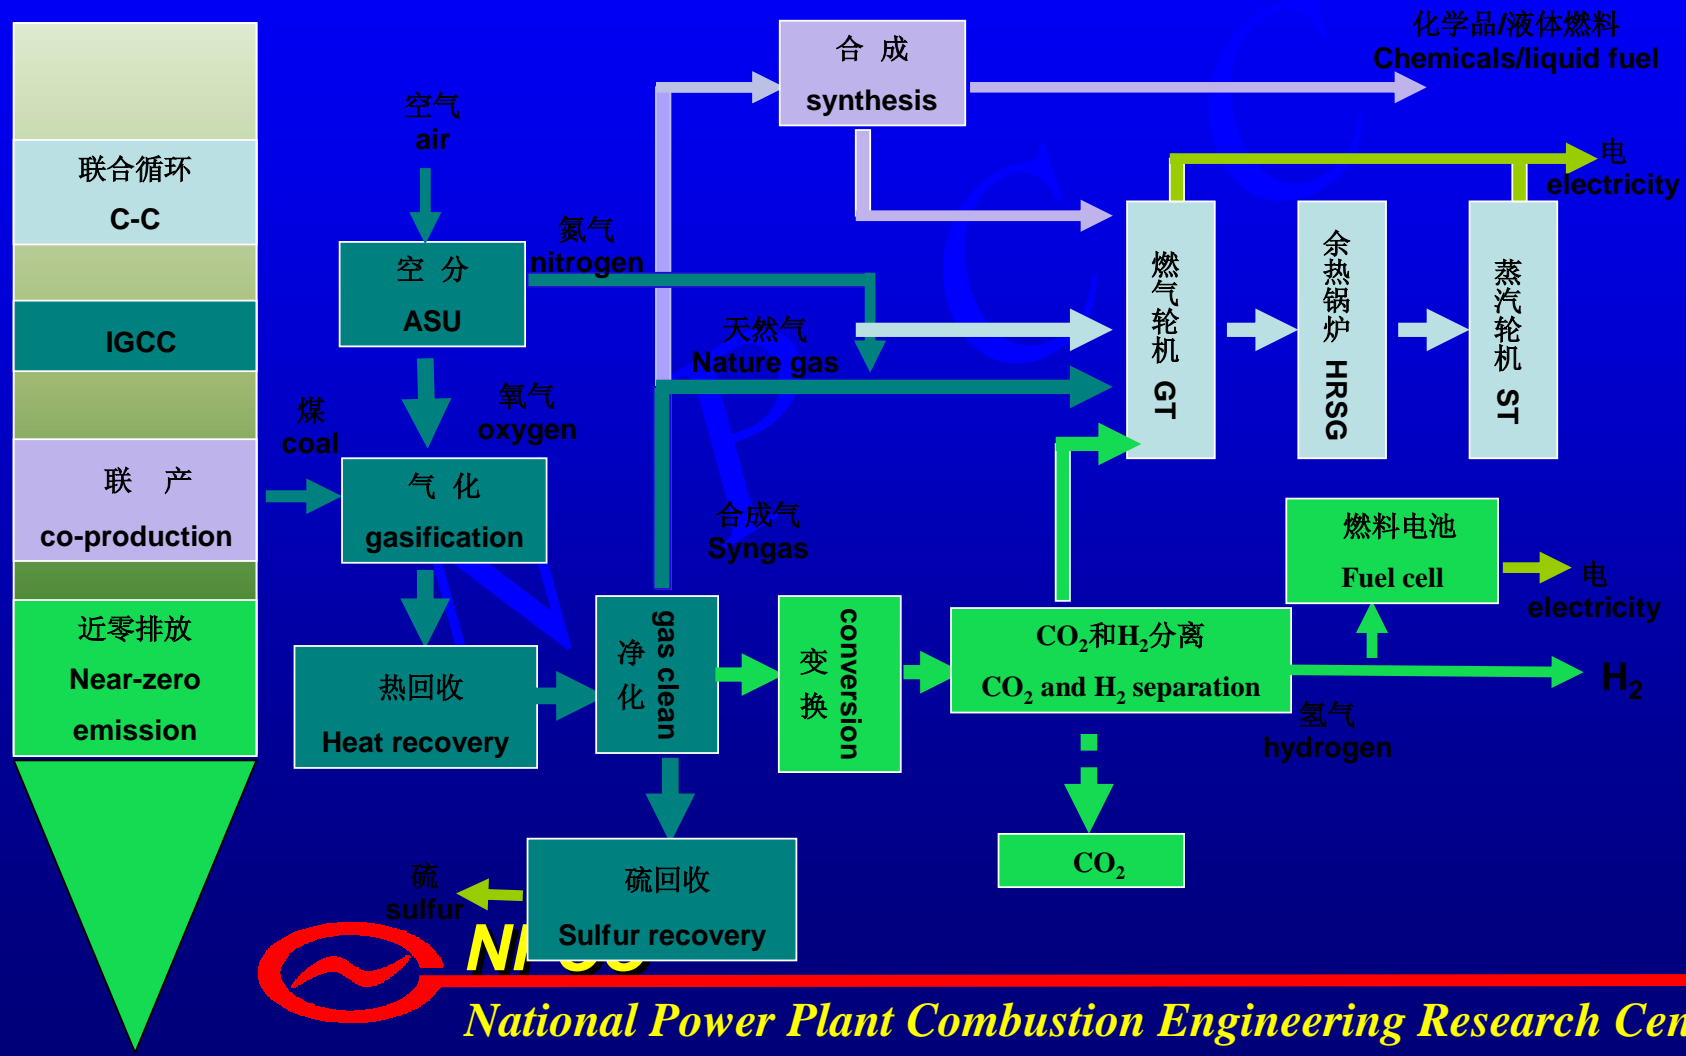 联合循环
C-C
IGCC
联 产
co-production
近零排放
Near-zero
emission
合 成
synthesis
化学品/液体燃料
Chemicals/liquid fuel
空气
air
电
electricity
空 分
ASU
氮气
nitrogen
天然气
Nature gas
燃气轮机 GT
余热锅炉 HRSG
蒸汽轮机 ST
煤
coal
氧气
oxygen
气 化
gasification
合成气
Syngas
燃料电池
Fuel cell
电
electricity
热回收
Heat recovery
净化
gas clean
变换
conversion
CO₂和H₂分离
CO₂ and H₂ separation
H₂
氢气
hydrogen
CO₂
硫
sulfur
硫回收
Sulfur recovery
N P C C
National Power Plant Combustion Engineering Research Cen